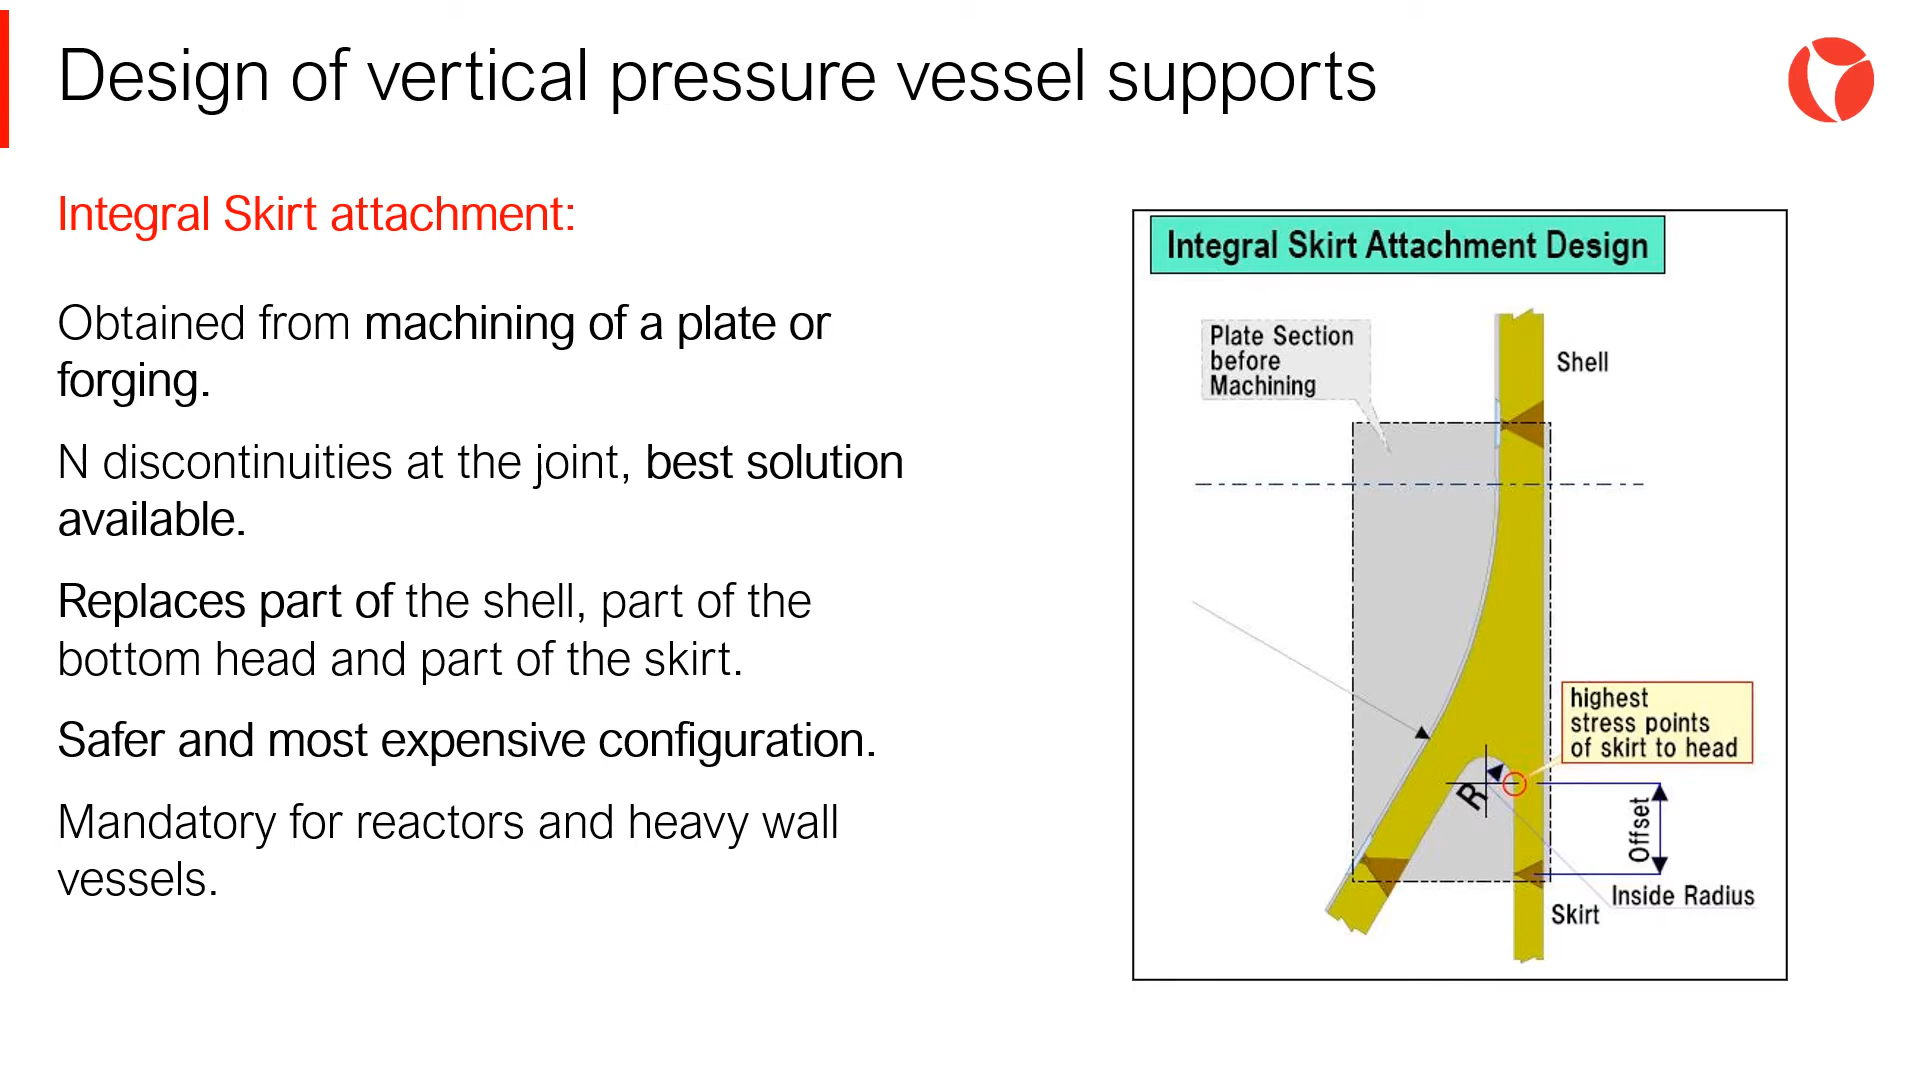 Design of vertical pressure vessel supports
Integral Skirt attachment:
Obtained from machining of a plate or
forging.
N discontinuities at the joint, best solution
available.
Replaces part of the shell, part of the
bottom head and part of the skirt.
Safer and most expensive configuration.
Mandatory for reactors and heavy wall
vessels.
Integral Skirt Attachment Design
Plate Section
before
Machining
Shell
highest
stress points
of skirt to head
R
Offset
Inside Radius
Skirt